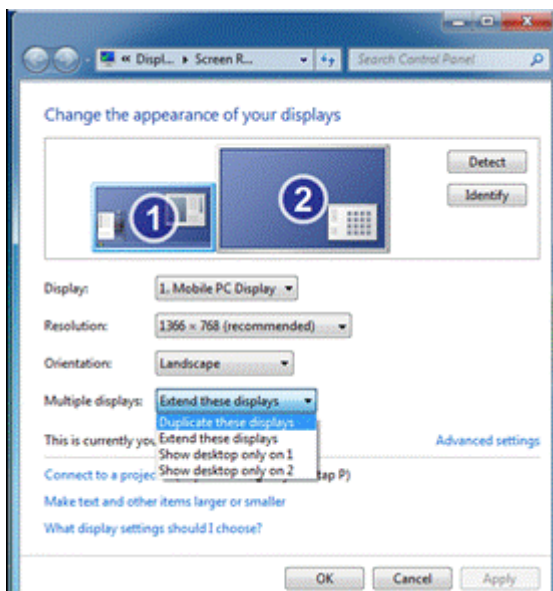 « Displ... ▸ Screen R...
Search Control Panel
Change the appearance of your displays
1
2
Detect
Identify
Display: 1. Mobile PC Display
Resolution: 1366 × 768 (recommended)
Orientation: Landscape
Multiple displays: Extend these displays
Duplicate these displays
This is currently you Extend these displays Advanced settings
Show desktop only on 1
Connect to a projec Show desktop only on 2 tap P)
Make text and other items larger or smaller
What display settings should I choose?
OK Cancel Apply